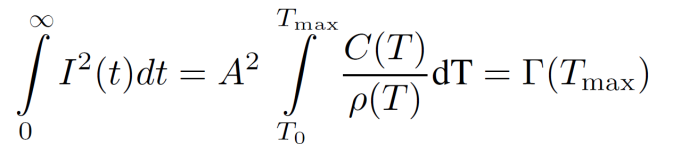 ∫₀^∞ I²(t)dt = A² ∫_{T₀}^{T_max} C(T)/ρ(T) dT = Γ(T_max)